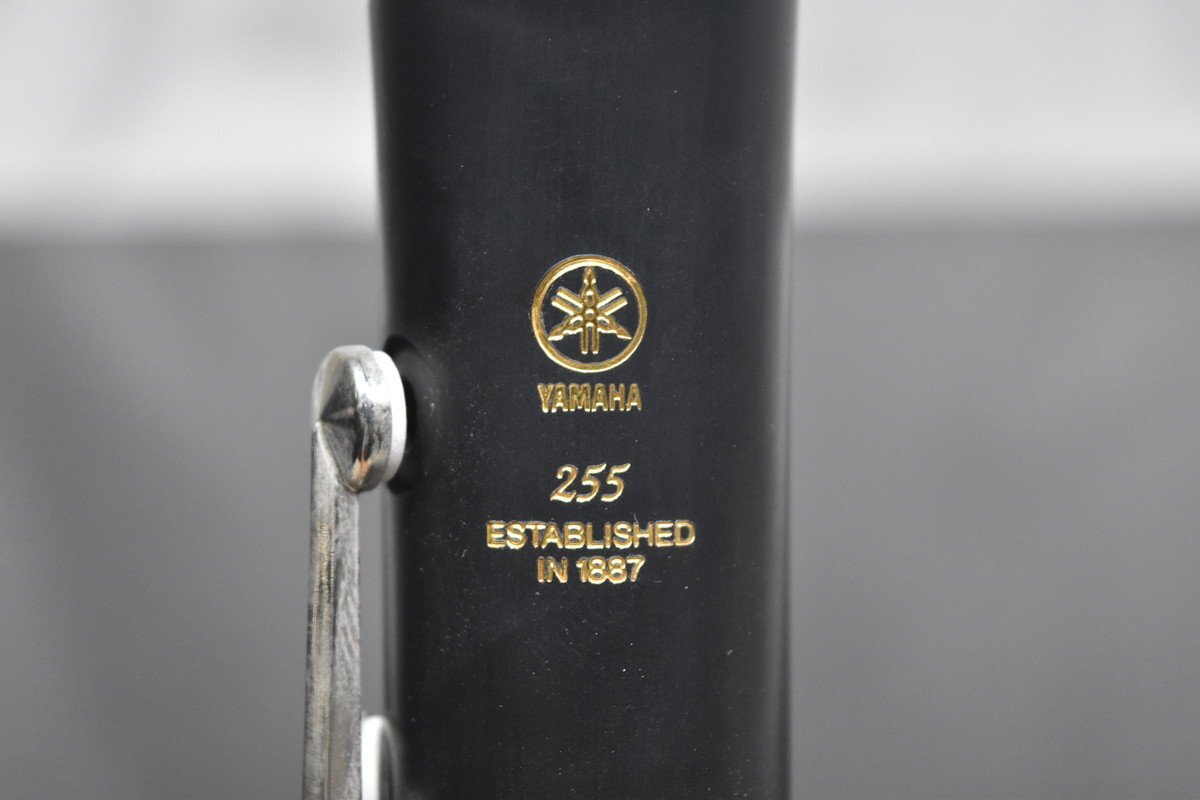 YAMAHA
255
ESTABLISHED
IN 1887